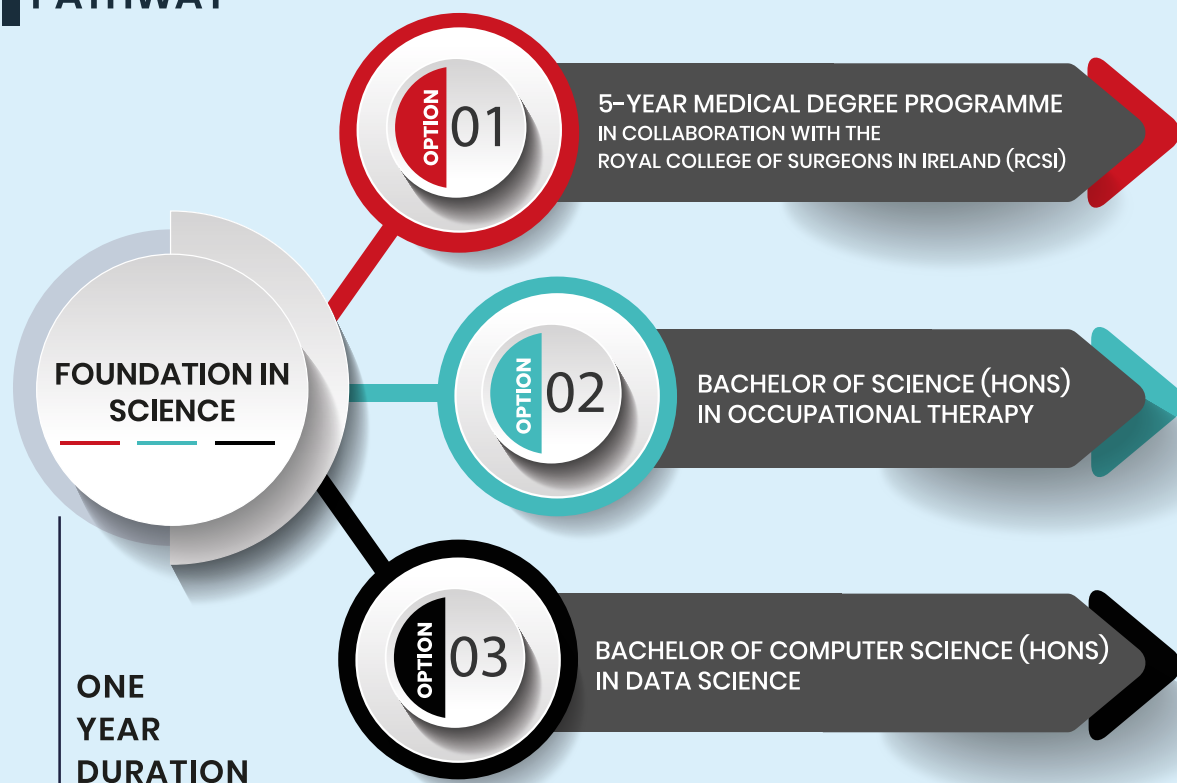 PATHWAY
OPTION
01
5-YEAR MEDICAL DEGREE PROGRAMME
IN COLLABORATION WITH THE
ROYAL COLLEGE OF SURGEONS IN IRELAND (RCSI)
FOUNDATION IN
SCIENCE
OPTION
02
BACHELOR OF SCIENCE (HONS)
IN OCCUPATIONAL THERAPY
OPTION
03
BACHELOR OF COMPUTER SCIENCE (HONS)
IN DATA SCIENCE
ONE
YEAR
DURATION